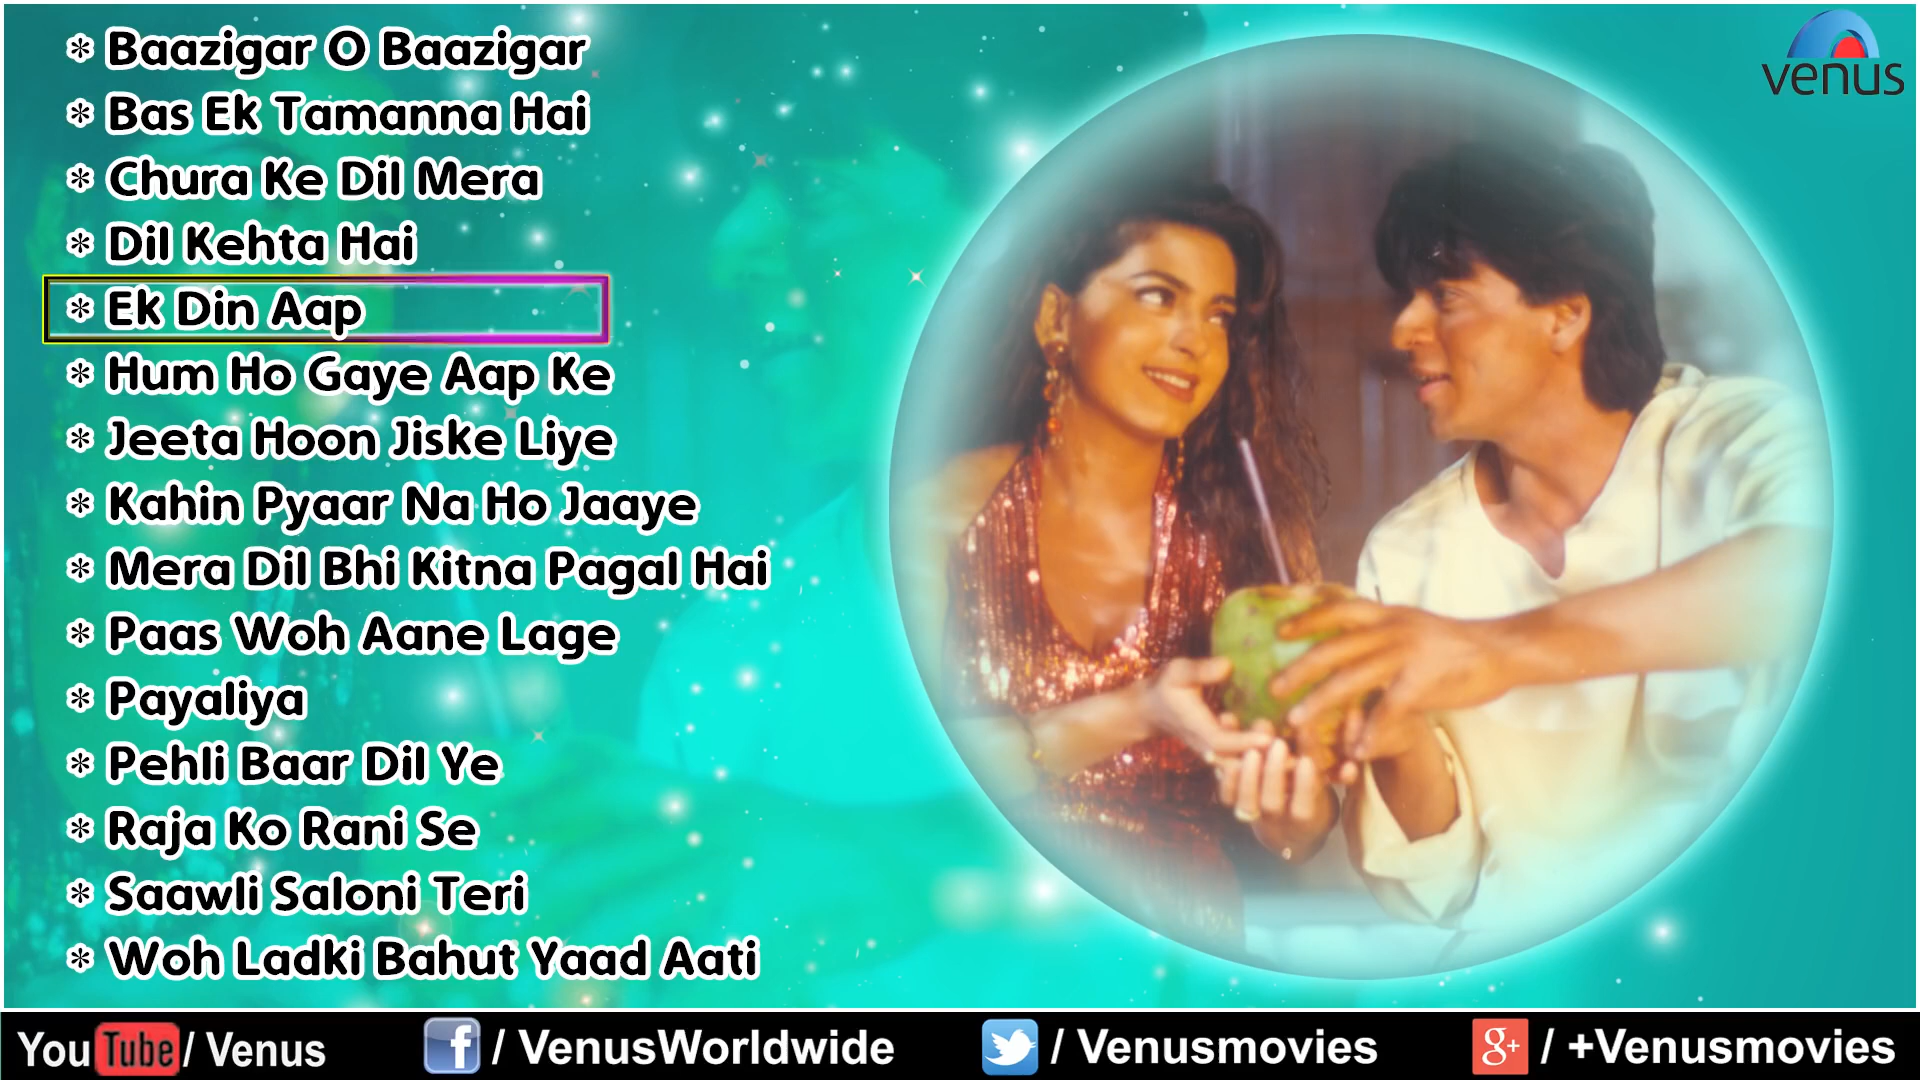 * Baazigar O Baazigar
* Bas Ek Tamanna Hai
* Chura Ke Dil Mera
* Dil Kehta Hai
* Ek Din Aap
* Hum Ho Gaye Aap Ke
* Jeeta Hoon Jiske Liye
* Kahin Pyaar Na Ho Jaaye
* Mera Dil Bhi Kitna Pagal Hai
* Paas Woh Aane Lage
* Payaliya
* Pehli Baar Dil Ye
* Raja Ko Rani Se
* Saawli Saloni Teri
* Woh Ladki Bahut Yaad Aati
venus
YouTube / Venus f / VenusWorldwide / Venusmovies g+ / +Venusmovies